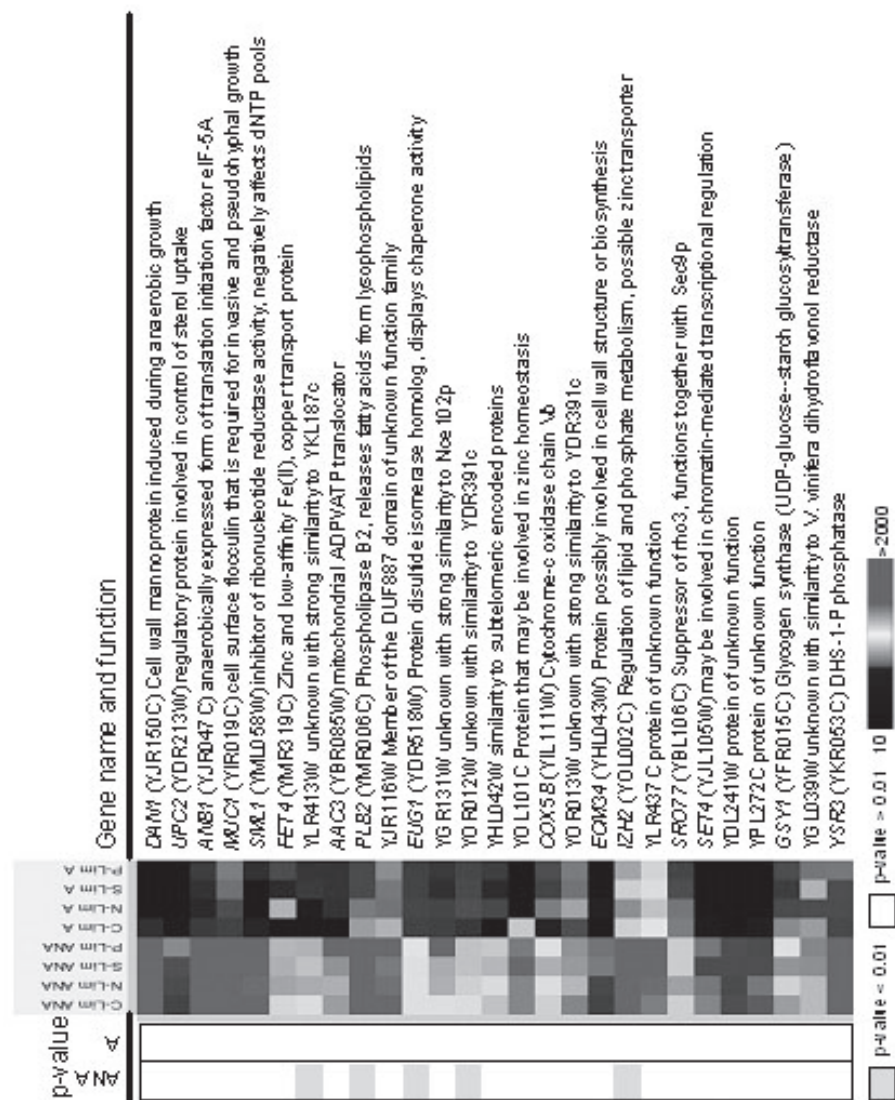 p-value
AN
A
A
C-Lim ANA
N-Lim ANA
S-Lim ANA
P-Lim ANA
C-Lim A
N-Lim A
S-Lim A
P-Lim A
Gene name and function
DAN1 (YJR150C) Cell wall mannoprotein induced during anaerobic growth
UPC2 (YDR213W) regulatory protein involved in control of sterol uptake
ANB1 (YJR047C) anaerobically expressed form of translation initiation factor eIF-5A
MUC1 (YIR019C) cell surface flocculin that is required for invasive and pseudohyphal growth
SML1 (YML058W) inhibitor of ribonucleotide reductase activity, negatively affects dNTP pools
FET4 (YMR319C) Zinc and low-affinity Fe(II), copper transport protein
YLR413W unknown with strong similarity to YKL187c
AAC3 (YBR085W) mitochondrial ADP/ATP translocator
PLB2 (YMR006C) Phospholipase B2, releases fatty acids from lysophospholipids
YJR116W Member of the DUF887 domain of unknown function family
EUG1 (YDR518W) Protein disulfide isomerase homolog, displays chaperone activity
YGR131W unknown with strong similarity to Nce102p
YOR012W unkown with similarity to YDR391c
YHL042W similarity to subtelomeric encoded proteins
YOL101C Protein that may be involved in zinc homeostasis
COX5B (YIL111W) Cytochrome-c oxidase chain Vb
YOR013W unknown with strong similarity to YDR391c
ECM34 (YHL043W) Protein possibly involved in cell wall structure or biosynthesis
IZH2 (YOL002C) Regulation of lipid and phosphate metabolism, possible zinc transporter
YLR437C protein of unknown function
SRO77 (YBL106C) Suppressor of rho3, functions together with Sec9p
SET4 (YJL105W) may be involved in chromatin-mediated transcriptional regulation
YDL241W protein of unknown function
YPL272C protein of unknown function
GSY1 (YFR015C) Glycogen synthase (UDP-glucose--starch glucosyltransferase)
YGL039W unknown with similarity to V. vinifera dihydroflavonol reductase
YSR3 (YKR053C) DHS-1-P phosphatase
p-value < 0.01
p-value > 0.01
10
>2000